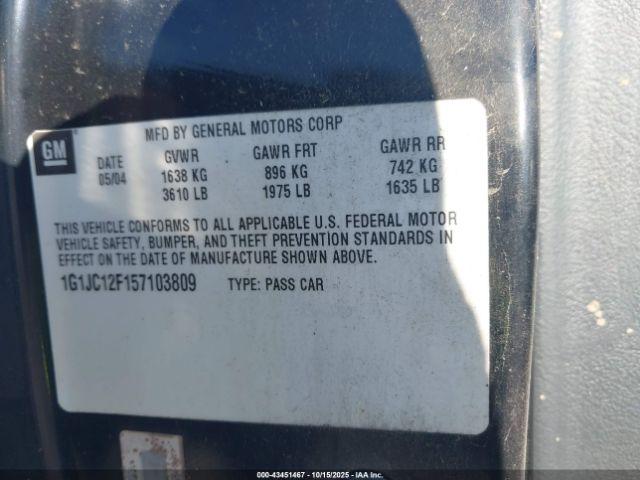 GM
MFD BY GENERAL MOTORS CORP
DATE GVWR GAWR FRT GAWR RR
05/04 1638 KG 896 KG 742 KG
3610 LB 1975 LB 1635 LB
THIS VEHICLE CONFORMS TO ALL APPLICABLE U.S. FEDERAL MOTOR
VEHICLE SAFETY, BUMPER, AND THEFT PREVENTION STANDARDS IN
EFFECT ON THE DATE OF MANUFACTURE SHOWN ABOVE.
1G1JC12F157103809 TYPE: PASS CAR
000-43451467 - 10/15/2025 - IAAI.COM